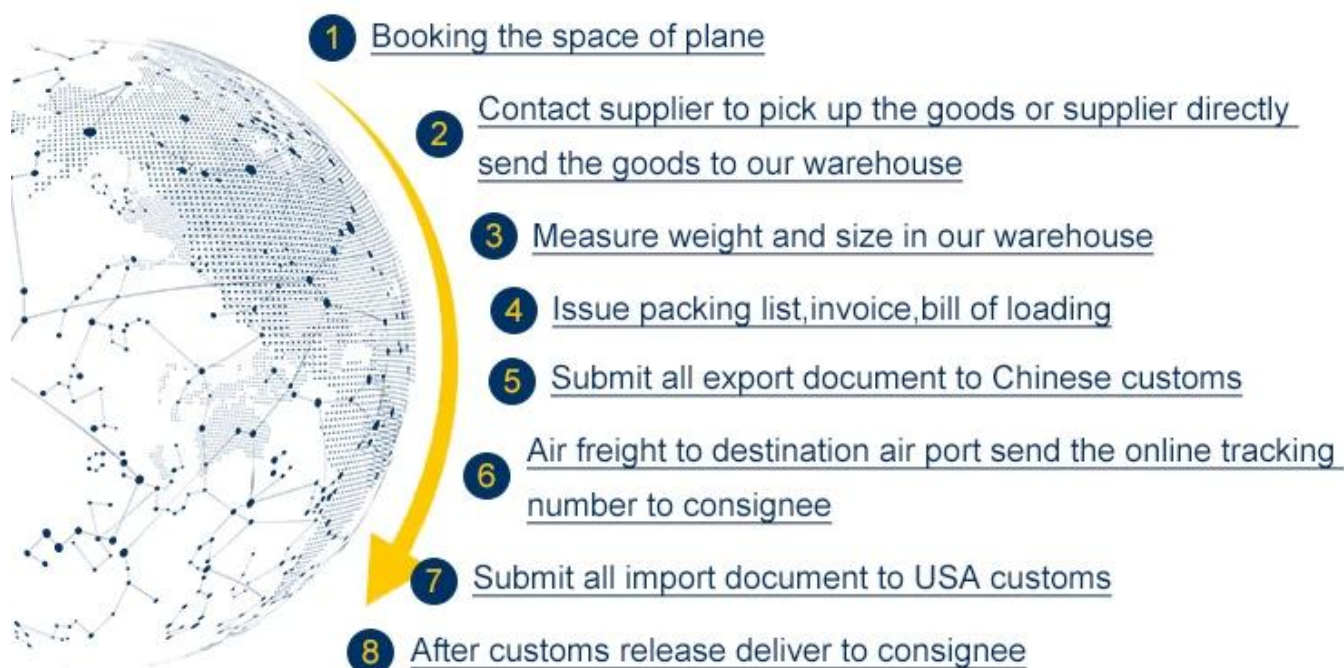 1 Booking the space of plane
2 Contact supplier to pick up the goods or supplier directly
send the goods to our warehouse
3 Measure weight and size in our warehouse
4 Issue packing list,invoice,bill of loading
5 Submit all export document to Chinese customs
6 Air freight to destination air port send the online tracking
number to consignee
7 Submit all import document to USA customs
8 After customs release deliver to consignee